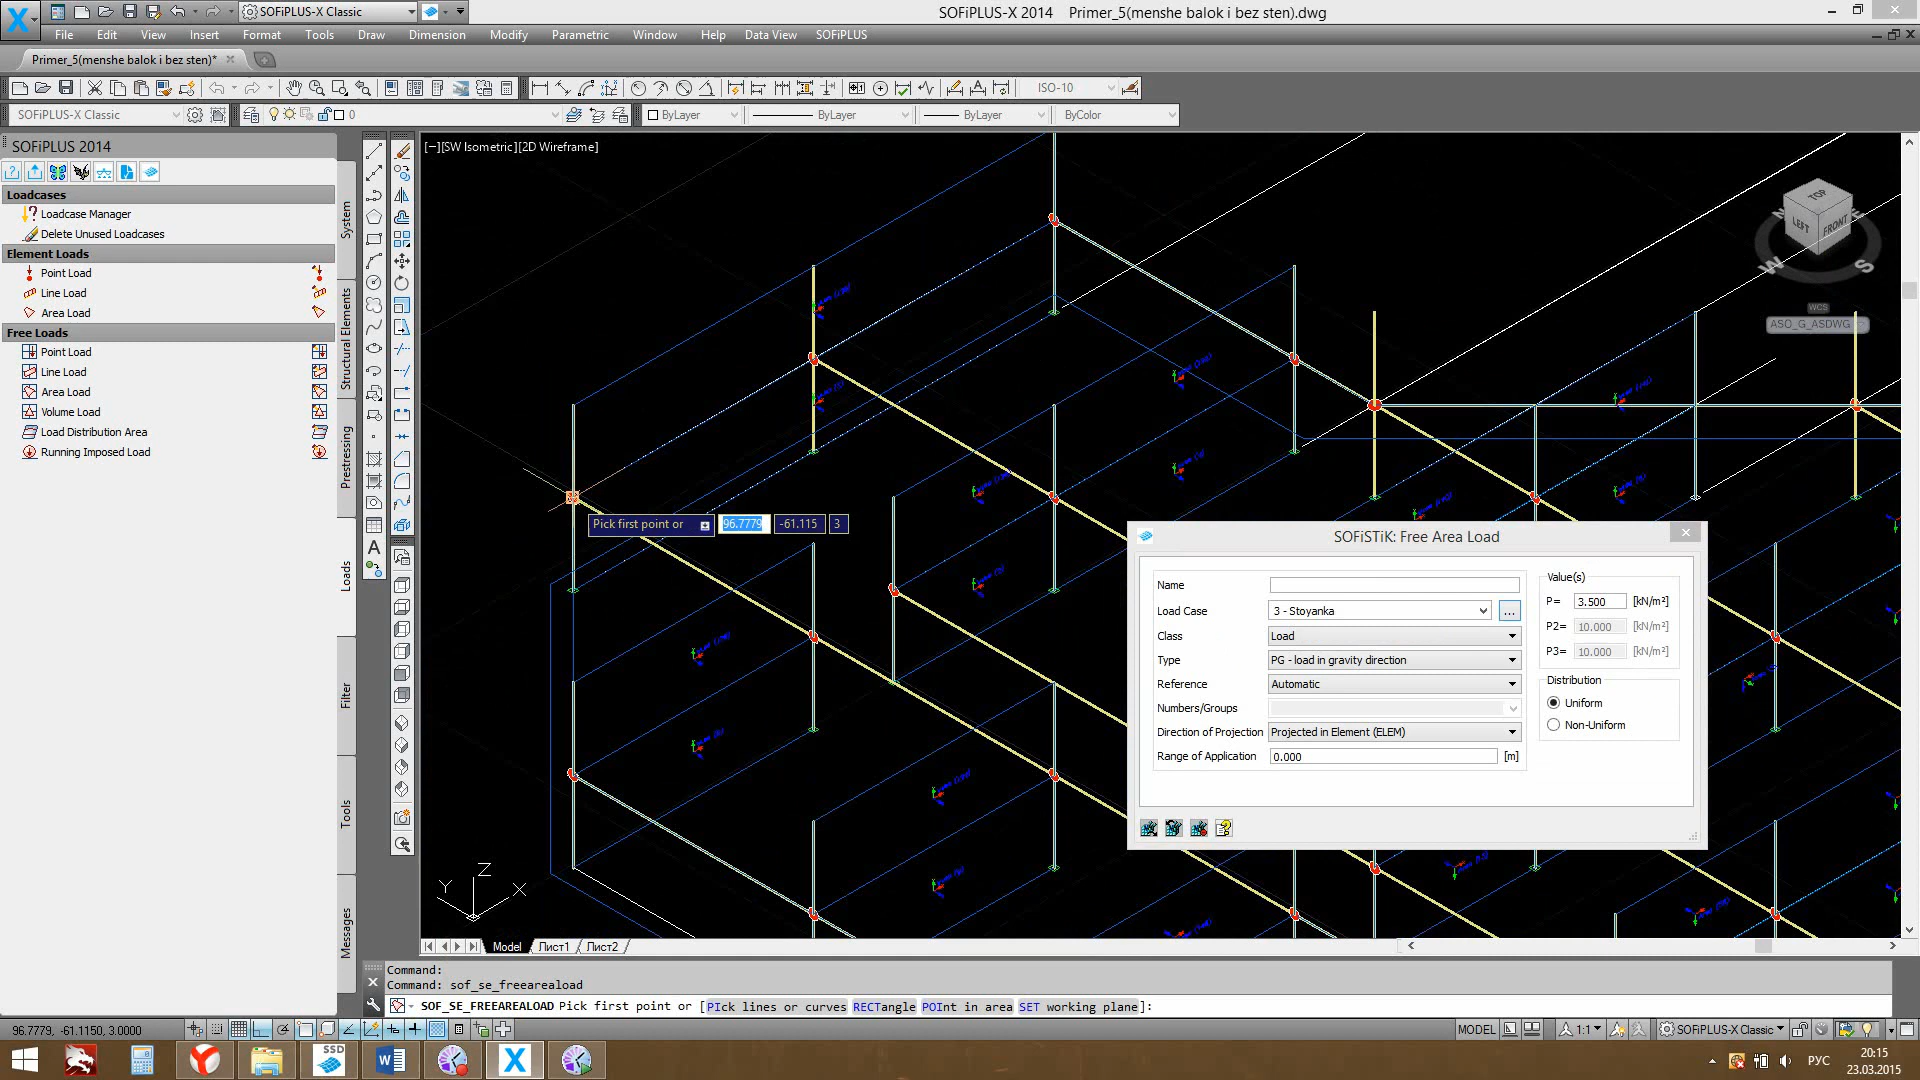 SOFiPLUS-X Classic
SOFiPLUS-X 2014 Primer_5(menshe balok i bez sten).dwg
File Edit View Insert Format Tools Draw Dimension Modify Parametric Window Help Data View SOFiPLUS
Primer_5(menshe balok i bez sten)*
ISO-10
SOFiPLUS-X Classic
0
ByLayer
ByLayer
ByLayer
ByColor
SOFiPLUS 2014
[−][SW Isometric][2D Wireframe]
Loadcases
Loadcase Manager
Delete Unused Loadcases
Element Loads
Point Load
Line Load
Area Load
Free Loads
Point Load
Line Load
Area Load
Volume Load
Load Distribution Area
Running Imposed Load
System
Structural Elements
Prestressing
Loads
Filter
Tools
Messages
TOP
LEFT
FRONT
W
S
WCS
ASO_G_ASDWG
Pick first point or 96.7779 -61.115 3
SOFiSTiK: Free Area Load
Name
Load Case 3 - Stoyanka ...
Class Load
Type PG - load in gravity direction
Reference Automatic
Numbers/Groups
Direction of Projection Projected in Element (ELEM)
Range of Application 0.000 [m]
Value(s)
P= 3.500 [kN/m²]
P2= 10.000 [kN/m²]
P3= 10.000 [kN/m²]
Distribution
Uniform
Non-Uniform
Z
Y
X
Model Лист1 Лист2
Command:
Command: sof_se_freeareaload
SOF_SE_FREEAREALOAD Pick first point or [PIck lines or curves RECTangle POInt in area SET working plane]:
96.7779, -61.1150, 3.0000
MODEL
1:1
SOFiPLUS-X Classic
SSD
РУС
20:15
23.03.2015